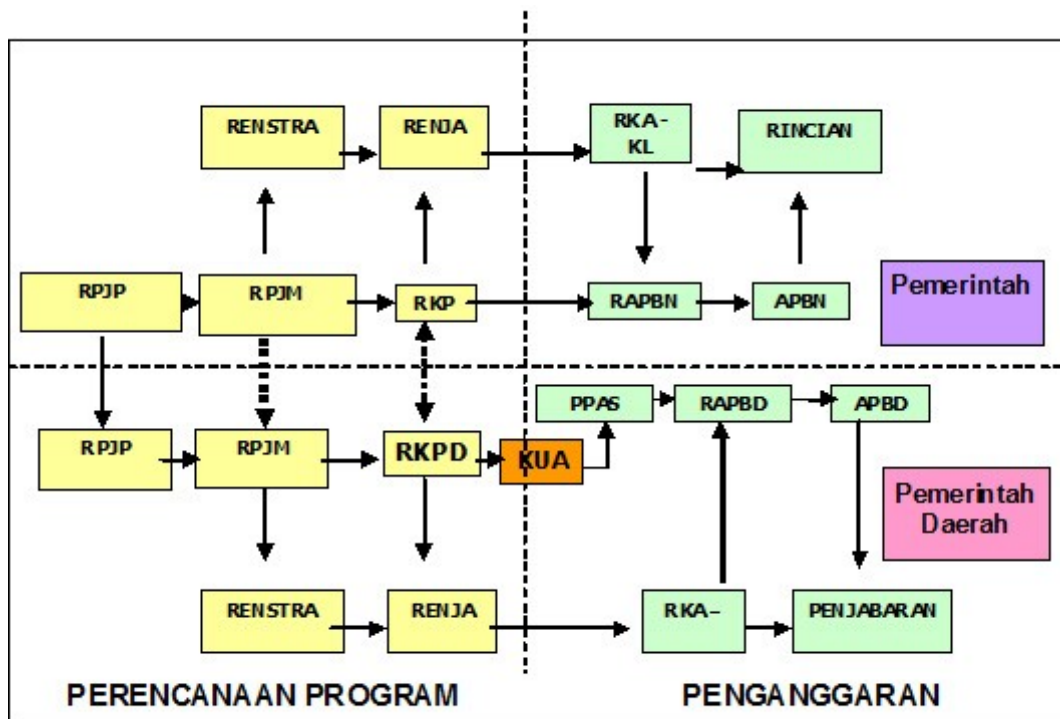 RENSTRA
RENJA
RKA-
KL
RINCIAN
RPJP
RPJM
RKP
RAPBN
APBN
Pemerintah
PPAS
RAPBD
APBD
RPJP
RPJM
RKPD
KUA
Pemerintah
Daerah
RENSTRA
RENJA
RKA–
PENJABARAN
PERENCANAAN PROGRAM
PENGANGGARAN